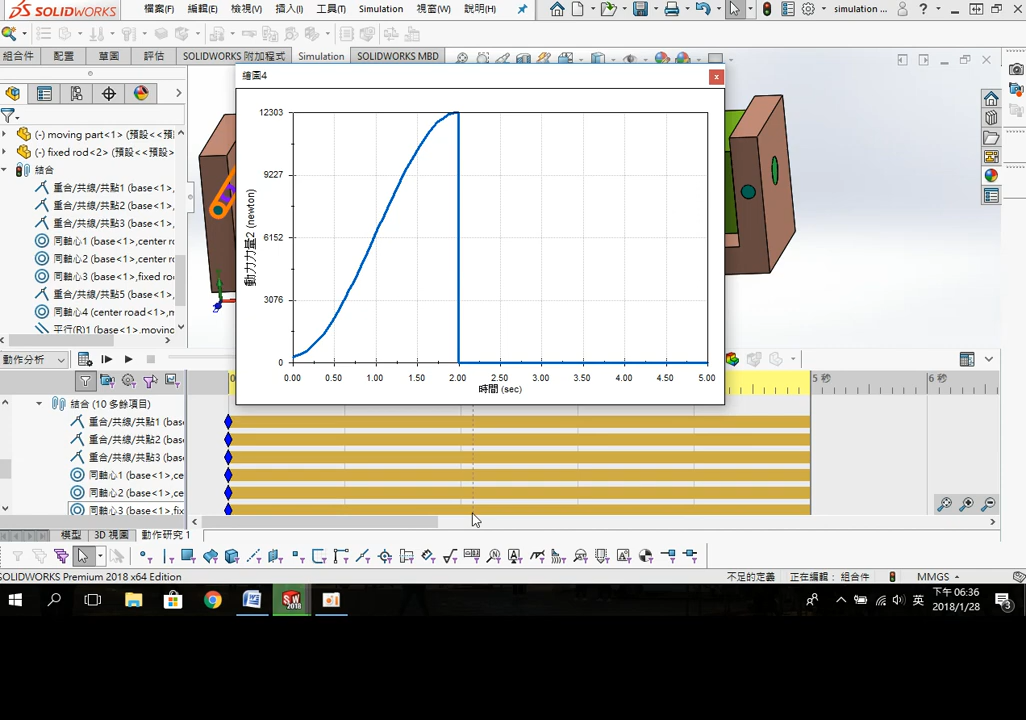 SOLIDWORKS
檔案(F) 編輯(E) 檢視(V) 插入(I) 工具(T) Simulation 視窗(W) 說明(H)
simulation ...
組合件 配置 草圖 評估 SOLIDWORKS 附加程式 Simulation SOLIDWORKS MBD
(-) moving part<1> (預設<<預
(-) fixed rod<2> (預設<<預設>
結合
重合/共線/共點1 (base<1>,
重合/共線/共點2 (base<1>,
重合/共線/共點3 (base<1>,
同軸心1 (base<1>,center ro
同軸心2 (base<1>,center ro
同軸心3 (base<1>,fixed rod
重合/共線/共點5 (base<1>,
同軸心4 (center road<1>,m
平行(R)1 (base<1>,moving
繪圖4
12303
9227
6152
3076
0
動力力量2 (newton)
0.00 0.50 1.00 1.50 2.00 2.50 3.00 3.50 4.00 4.50 5.00
時間 (sec)
動作分析
5 秒 6 秒
結合 (10 多餘項目)
重合/共線/共點1 (bas
重合/共線/共點2 (bas
重合/共線/共點3 (bas
同軸心1 (base<1>,ce
同軸心2 (base<1>,ce
同軸心3 (base<1>,fix
模型 3D 視圖 動作研究 1
SOLIDWORKS Premium 2018 x64 Edition
不足的定義 正在編輯：組合件 MMGS
英
下午 06:36
2018/1/28
3